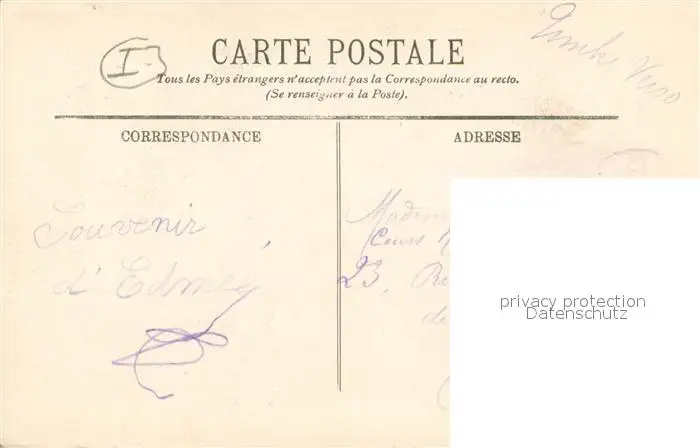 I
CARTE POSTALE
Tous les Pays étrangers n'acceptent pas la Correspondance au recto.
(Se renseigner à la Poste).
CORRESPONDANCE
ADRESSE
Souvenir
d'Edmée
23,
privacy protection
Datenschutz